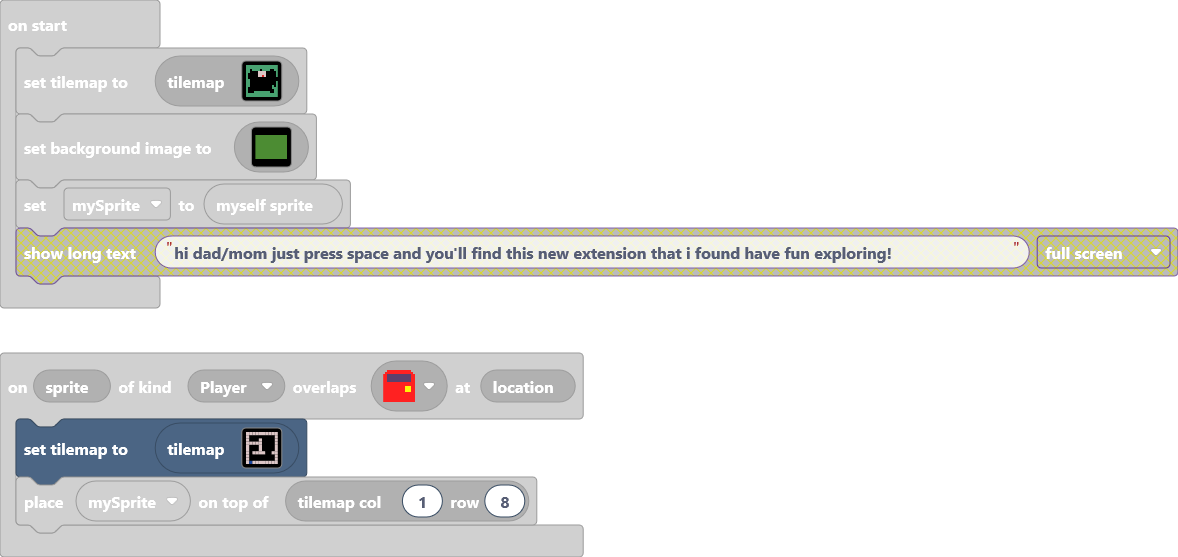 on start
set tilemap to tilemap
set background image to
set mySprite to myself sprite
show long text "hi dad/mom just press space and you'll find this new extension that i found have fun exploring!" full screen
on sprite of kind Player overlaps at location
set tilemap to tilemap
place mySprite on top of tilemap col 1 row 8